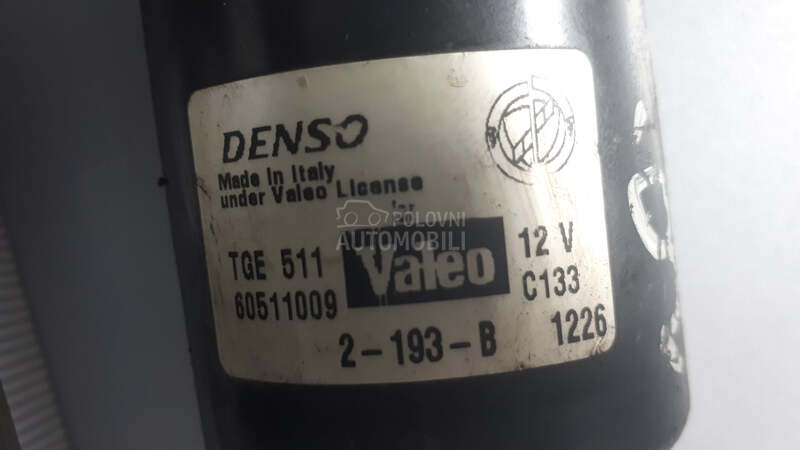 DENSO
Made in Italy
under Valeo License
for
POLOVNI
AUTOMOBILI
TGE 511
Valeo
12 V
60511009
C133
2-193-B
1226